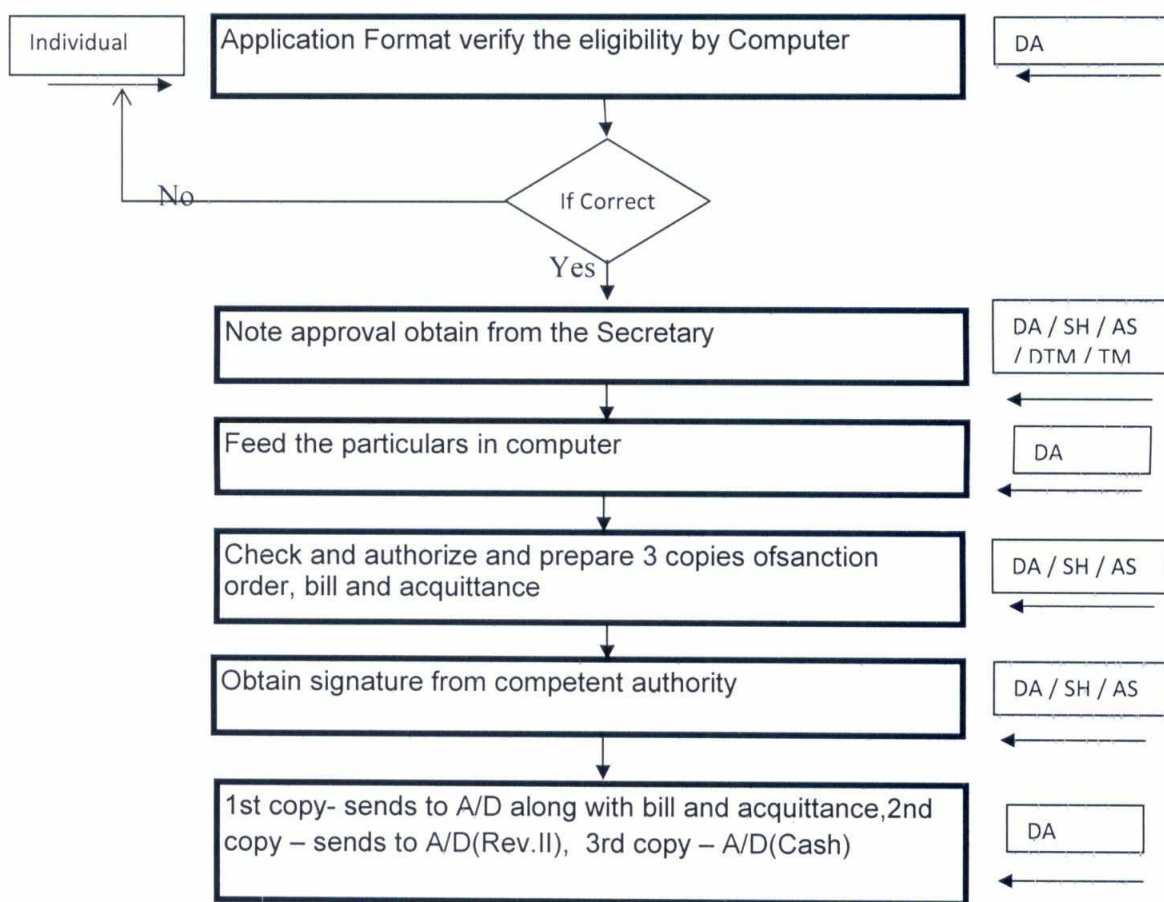 Individual
Application Format verify the eligibility by Computer
DA
If Correct
No
Yes
Note approval obtain from the Secretary
DA / SH / AS
/ DTM / TM
Feed the particulars in computer
DA
Check and authorize and prepare 3 copies ofsanction
order, bill and acquittance
DA / SH / AS
Obtain signature from competent authority
DA / SH / AS
1st copy- sends to A/D along with bill and acquittance,2nd
copy – sends to A/D(Rev.II), 3rd copy – A/D(Cash)
DA